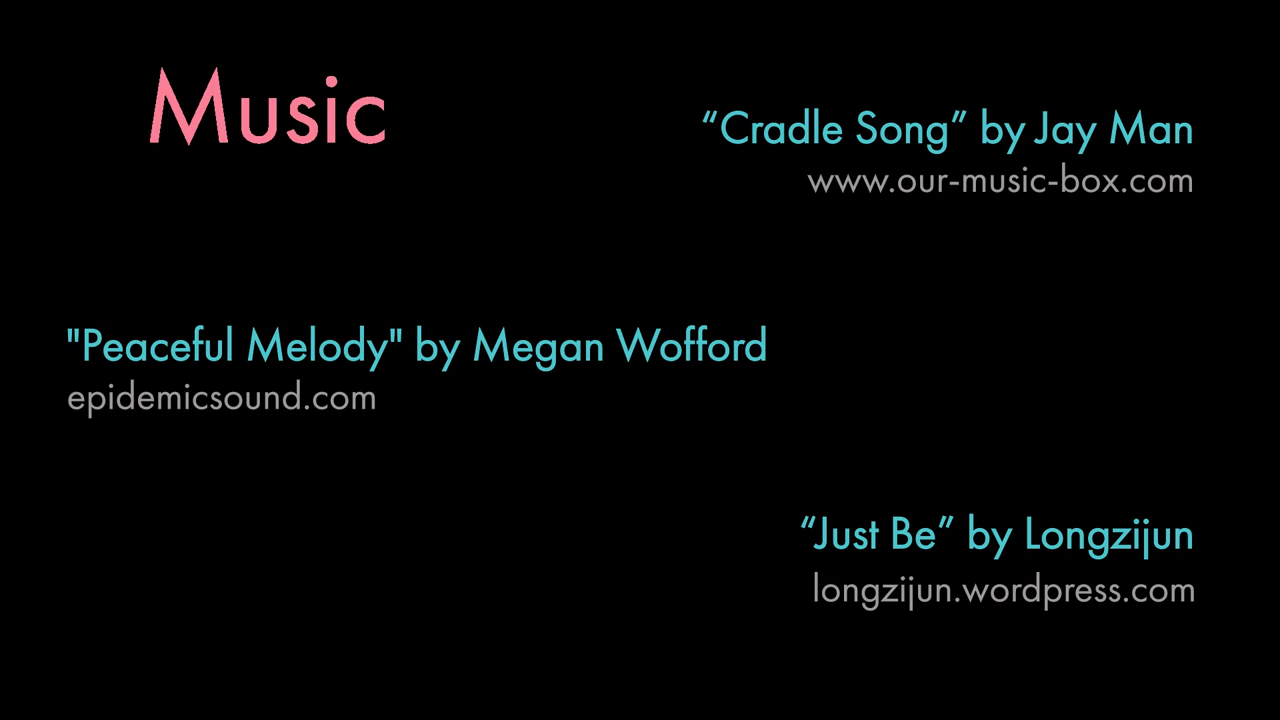 Music
“Cradle Song” by Jay Man
www.our-music-box.com
"Peaceful Melody" by Megan Wofford
epidemicsound.com
“Just Be” by Longzijun
longzijun.wordpress.com